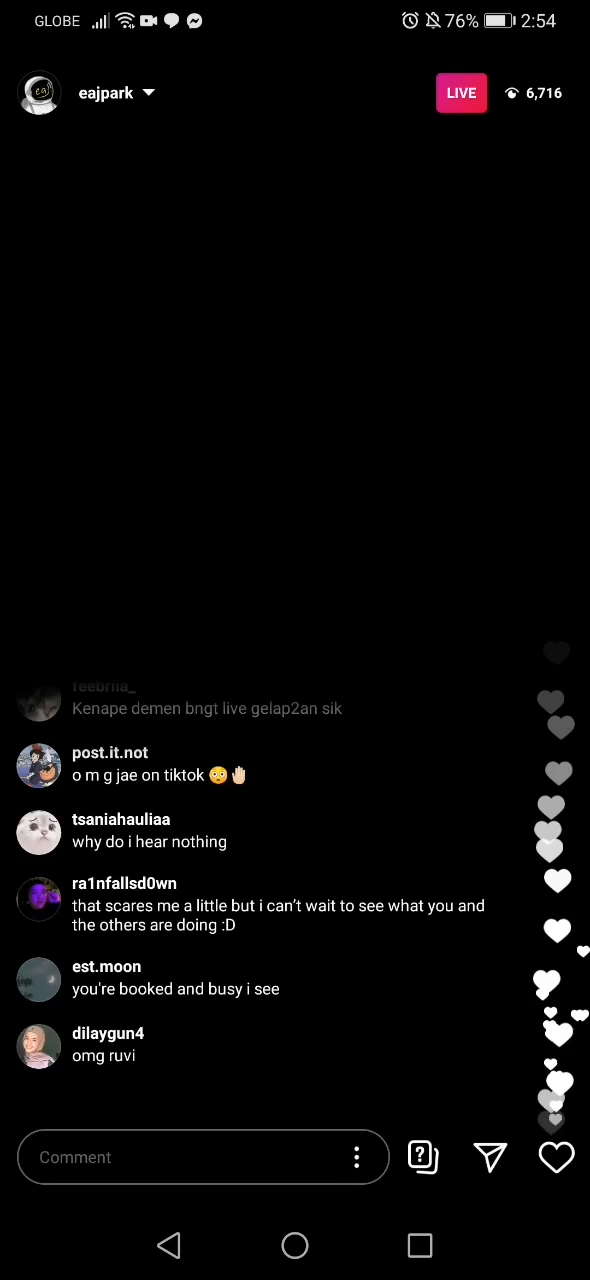 GLOBE 76% 2:54
eajpark LIVE 6,716
feebriia_
Kenape demen bngt live gelap2an sik
post.it.not
o m g jae on tiktok 😳🤚🏻
tsaniahauliaa
why do i hear nothing
ra1nfallsd0wn
that scares me a little but i can't wait to see what you and
the others are doing :D
est.moon
you're booked and busy i see
dilaygun4
omg ruvi
Comment